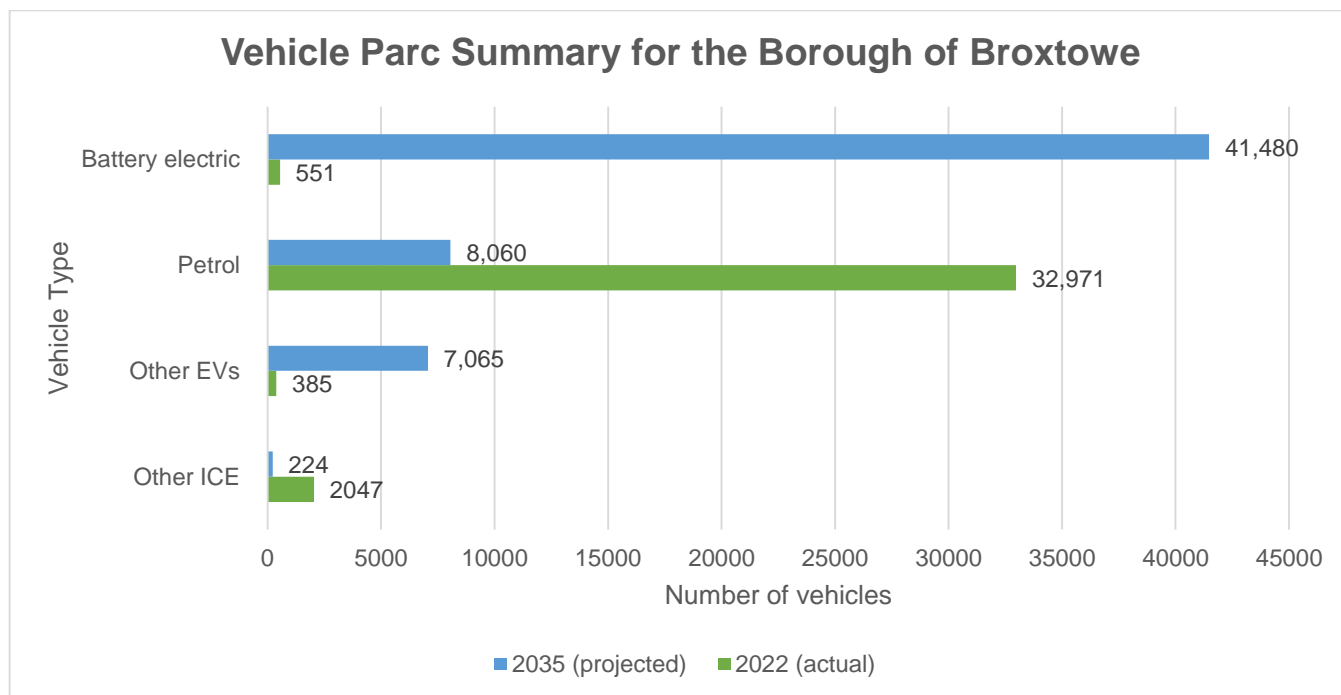 Vehicle Parc Summary for the Borough of Broxtowe
Vehicle Type
Battery electric
41,480
551
Petrol
8,060
32,971
Other EVs
7,065
385
Other ICE
224
2047
0 5000 10000 15000 20000 25000 30000 35000 40000 45000
Number of vehicles
2035 (projected) 2022 (actual)